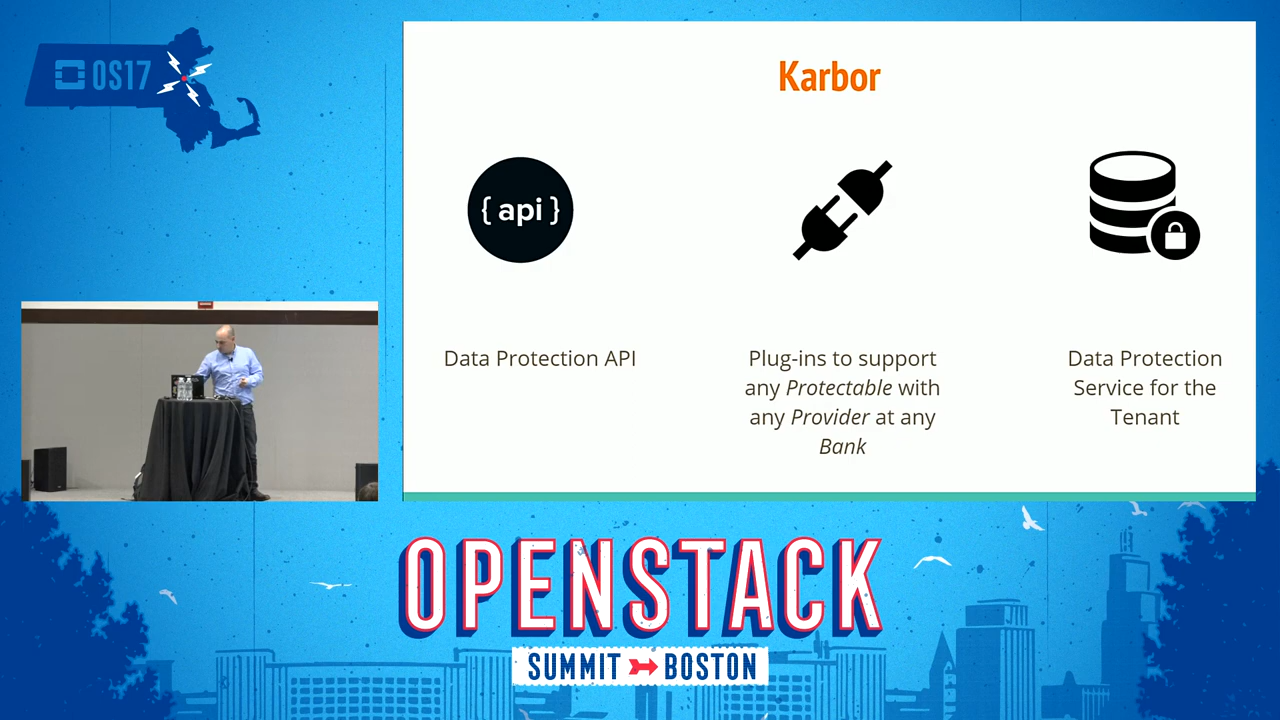 OS17
Karbor
{ api }
Data Protection API
Plug-ins to support
any Protectable with
any Provider at any
Bank
Data Protection
Service for the
Tenant
OPENSTACK
SUMMIT BOSTON